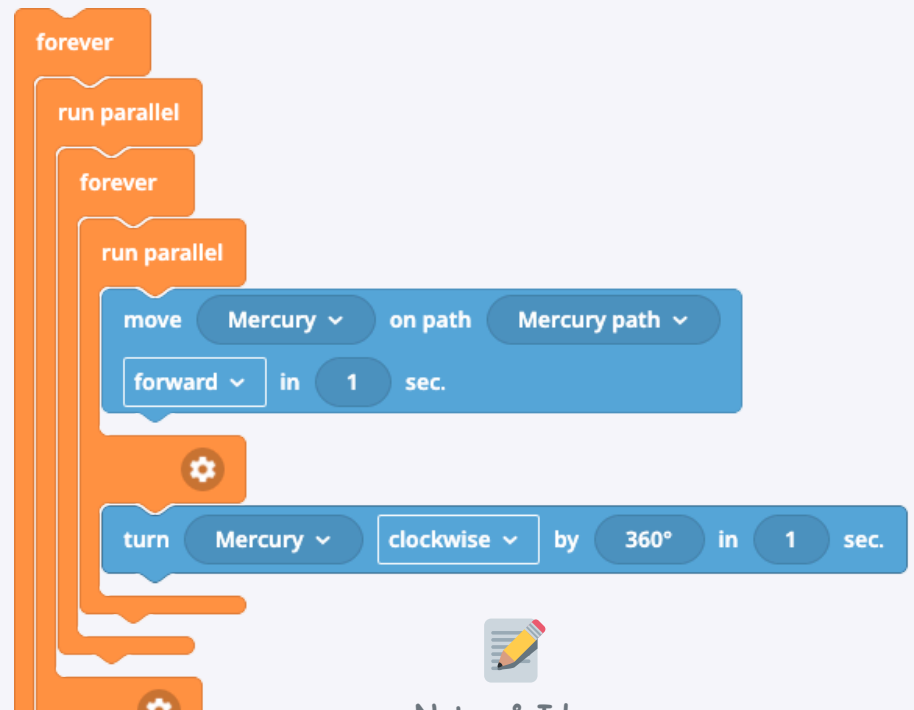 forever
run parallel
forever
run parallel
move Mercury on path Mercury path
forward in 1 sec.
turn Mercury clockwise by 360° in 1 sec.